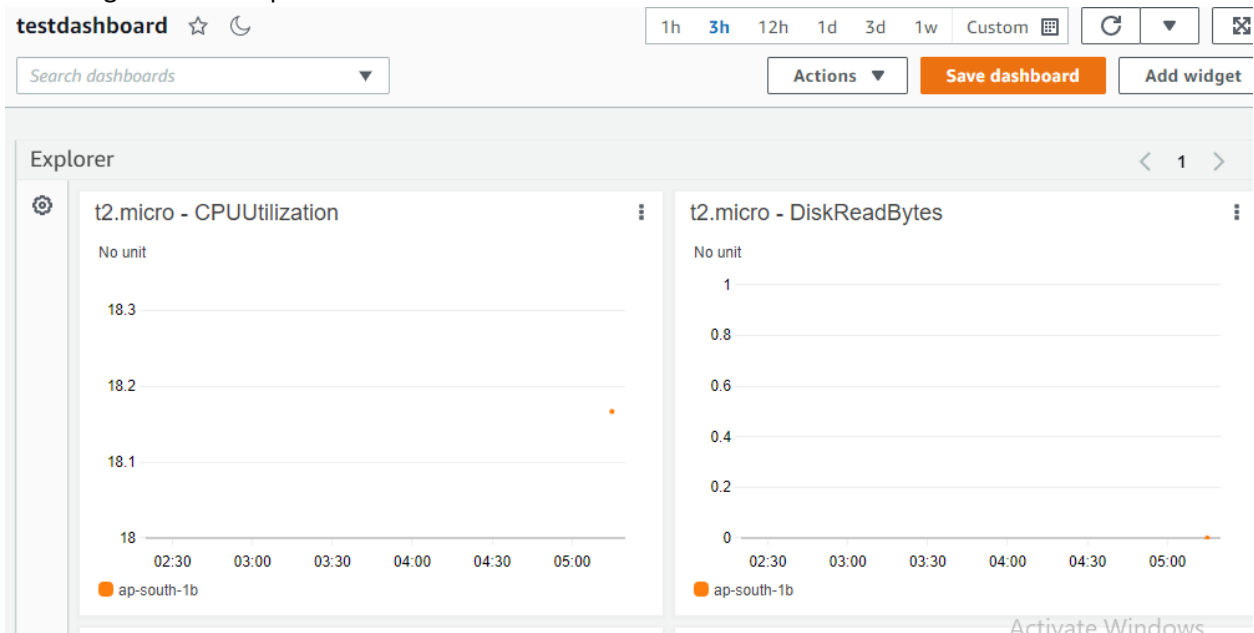 testdashboard
1h 3h 12h 1d 3d 1w Custom
Search dashboards
Actions Save dashboard Add widget
Explorer
1
t2.micro - CPUUtilization
No unit
18.3
18.2
18.1
18
02:30 03:00 03:30 04:00 04:30 05:00
ap-south-1b
t2.micro - DiskReadBytes
No unit
1
0.8
0.6
0.4
0.2
0
02:30 03:00 03:30 04:00 04:30 05:00
ap-south-1b
Activate Windows